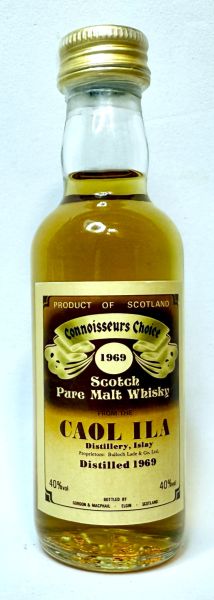 PRODUCT OF SCOTLAND
Connoisseurs Choice
1969
Scotch
Pure Malt Whisky
FROM THE
CAOL ILA
Distillery, Islay
Proprietors: Bulloch Lade & Co. Ltd.
Distilled 1969
40%vol 40%vol
BOTTLED BY
GORDON & MACPHAIL - ELGIN - SCOTLAND